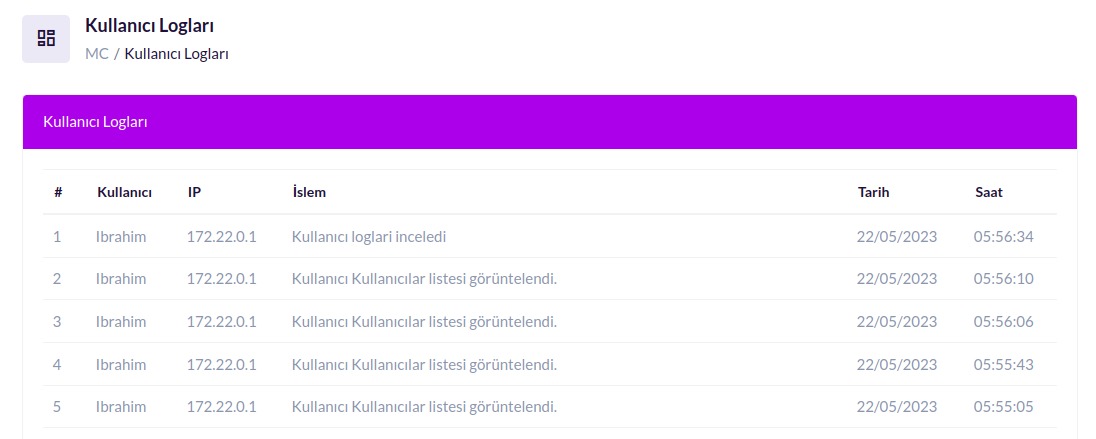 Kullanıcı Logları
MC / Kullanıcı Logları
Kullanıcı Logları
# Kullanıcı IP İslem Tarih Saat
1 Ibrahim 172.22.0.1 Kullanıcı loglari inceledi 22/05/2023 05:56:34
2 Ibrahim 172.22.0.1 Kullanıcı Kullanıcılar listesi görüntelendi. 22/05/2023 05:56:10
3 Ibrahim 172.22.0.1 Kullanıcı Kullanıcılar listesi görüntelendi. 22/05/2023 05:56:06
4 Ibrahim 172.22.0.1 Kullanıcı Kullanıcılar listesi görüntelendi. 22/05/2023 05:55:43
5 Ibrahim 172.22.0.1 Kullanıcı Kullanıcılar listesi görüntelendi. 22/05/2023 05:55:05